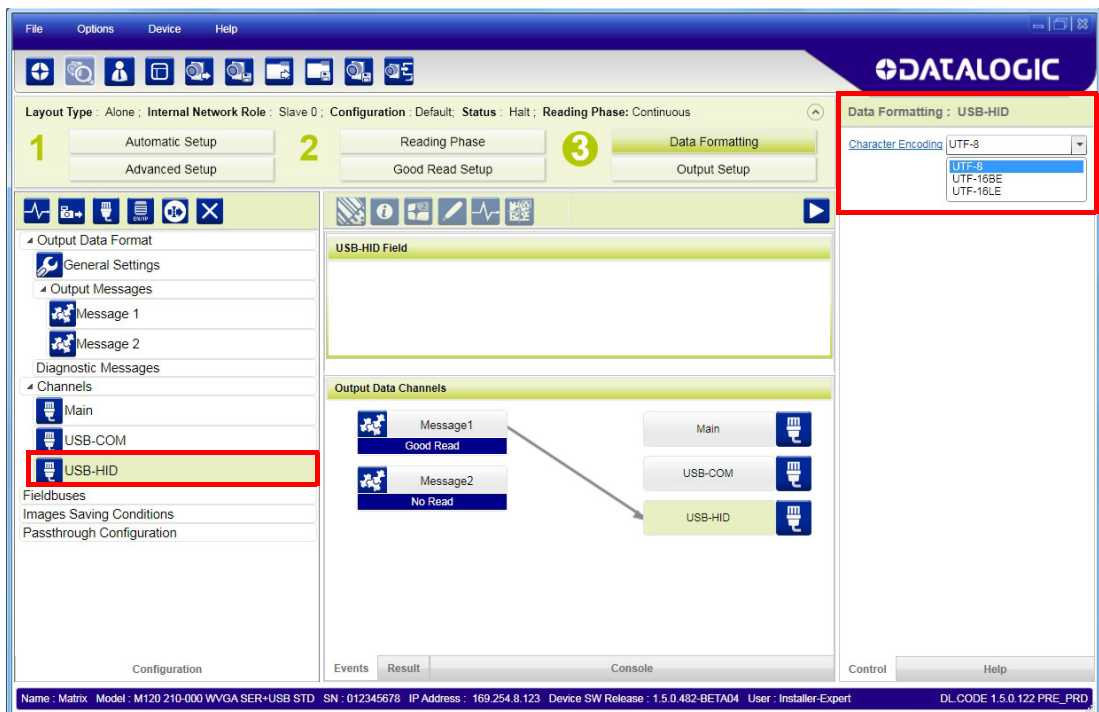 File Options Device Help
DATALOGIC
Layout Type : Alone ; Internal Network Role : Slave 0 ; Configuration : Default; Status : Halt ; Reading Phase: Continuous
1 Automatic Setup 2 Reading Phase 3 Data Formatting
Advanced Setup Good Read Setup Output Setup
Data Formatting : USB-HID
Character Encoding UTF-8
UTF-8
UTF-16BE
UTF-16LE
EN/IP
Output Data Format
General Settings
Output Messages
Message 1
Message 2
Diagnostic Messages
Channels
Main
USB-COM
USB-HID
Fieldbuses
Images Saving Conditions
Passthrough Configuration
Configuration
USB-HID Field
Output Data Channels
Message1
Good Read
Message2
No Read
Main
USB-COM
USB-HID
Events Result Console
Control Help
Name : Matrix Model : M120 210-000 WVGA SER+USB STD SN : 012345678 IP Address : 169.254.8.123 Device SW Release : 1.5.0.482-BETA04 User : Installer-Expert DL.CODE 1.5.0.122 PRE_PRD